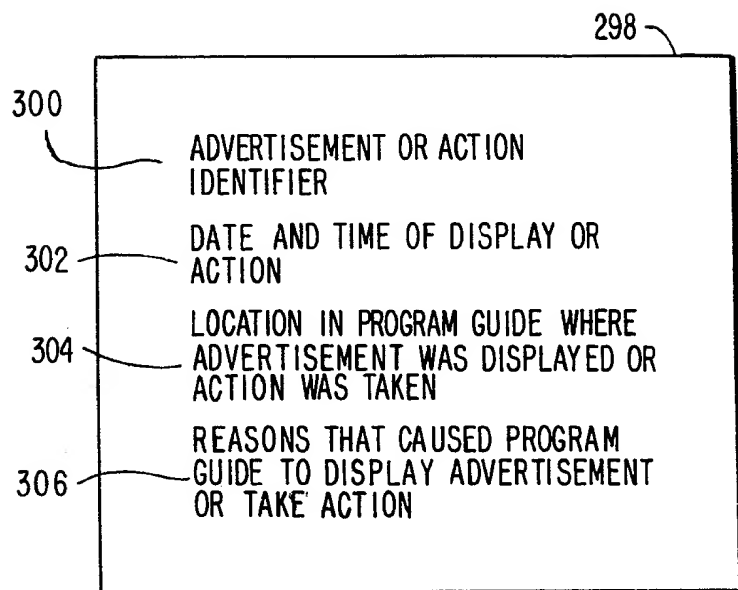 298
300
ADVERTISEMENT OR ACTION
IDENTIFIER
302
DATE AND TIME OF DISPLAY OR
ACTION
304
LOCATION IN PROGRAM GUIDE WHERE
ADVERTISEMENT WAS DISPLAYED OR
ACTION WAS TAKEN
306
REASONS THAT CAUSED PROGRAM
GUIDE TO DISPLAY ADVERTISEMENT
OR TAKE ACTION